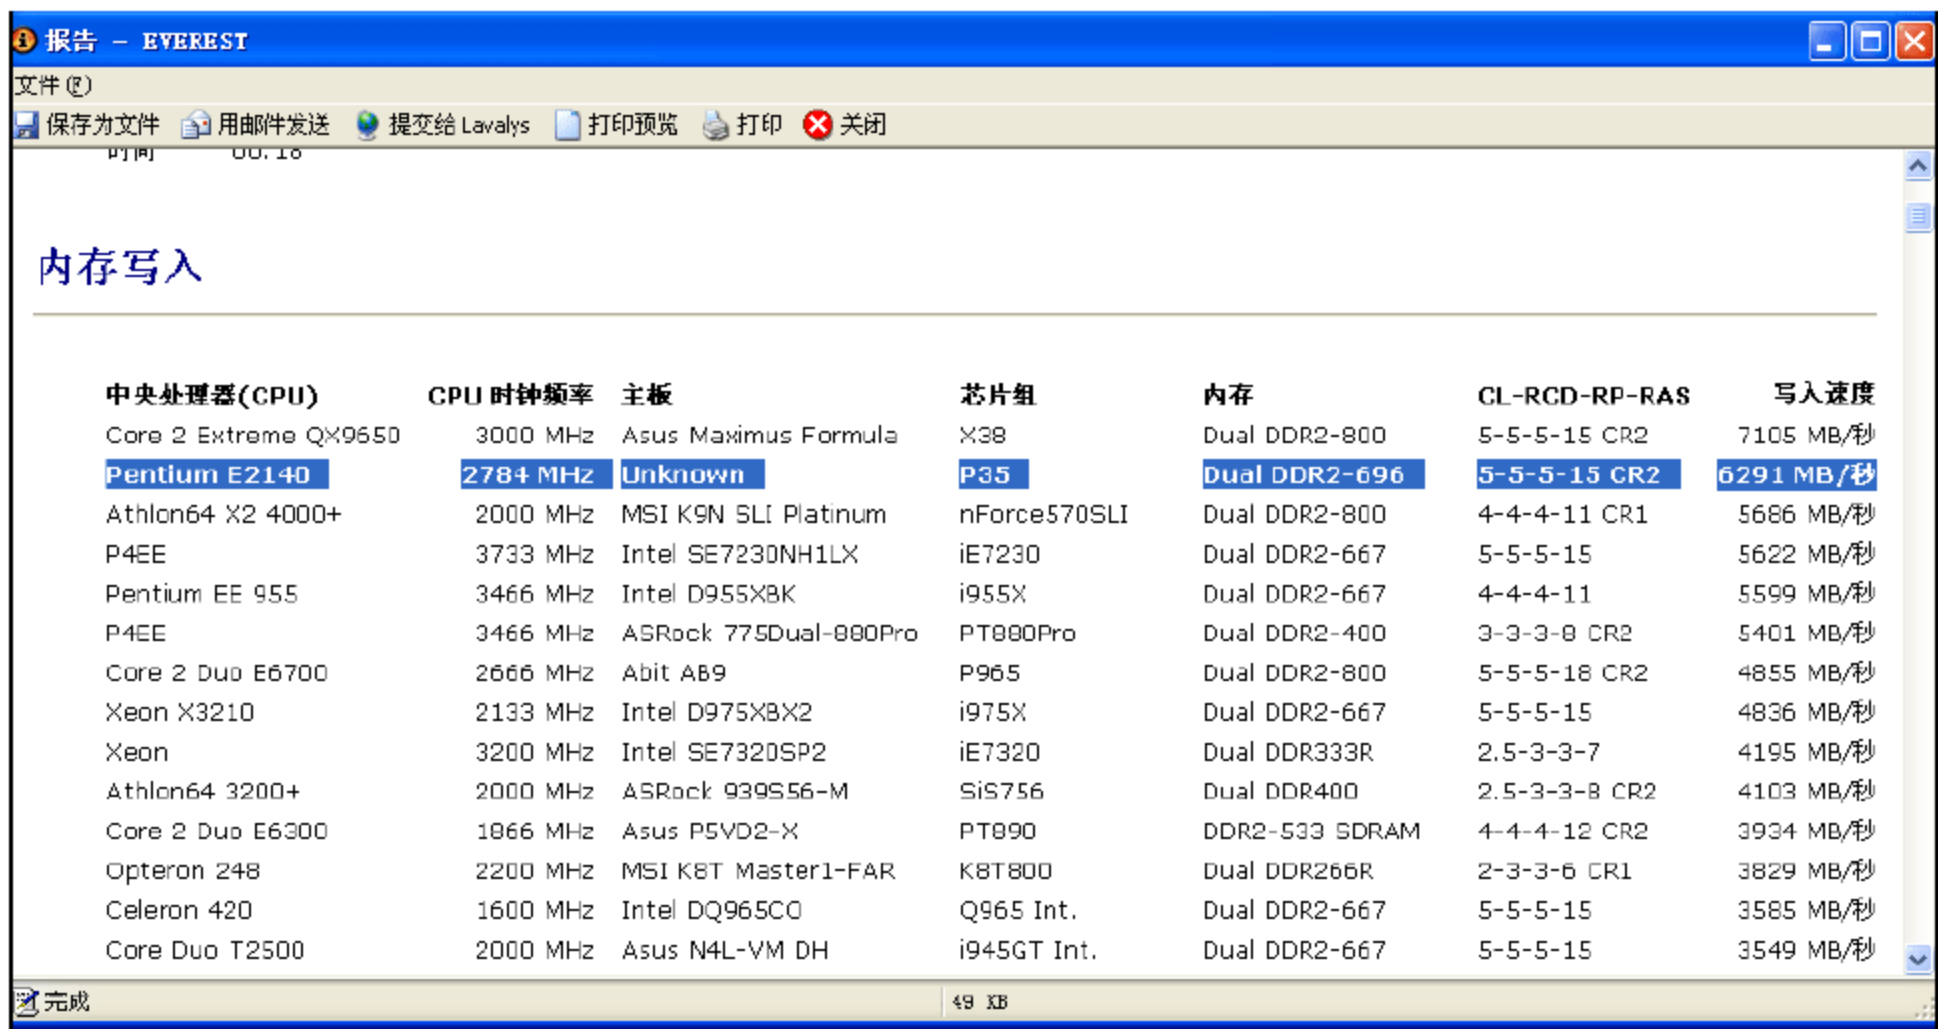 报告 - EVEREST
文件(F)
保存为文件 用邮件发送 提交给 Lavalys 打印预览 打印 关闭
时间 00:18
内存写入
中央处理器(CPU) CPU 时钟频率 主板 芯片组 内存 CL-RCD-RP-RAS 写入速度
Core 2 Extreme QX9650 3000 MHz Asus Maximus Formula X38 Dual DDR2-800 5-5-5-15 CR2 7105 MB/秒
Pentium E2140 2784 MHz Unknown P35 Dual DDR2-696 5-5-5-15 CR2 6291 MB/秒
Athlon64 X2 4000+ 2000 MHz MSI K9N SLI Platinum nForce570SLI Dual DDR2-800 4-4-4-11 CR1 5686 MB/秒
P4EE 3733 MHz Intel SE7230NH1LX iE7230 Dual DDR2-667 5-5-5-15 5622 MB/秒
Pentium EE 955 3466 MHz Intel D955XBK i955X Dual DDR2-667 4-4-4-11 5599 MB/秒
P4EE 3466 MHz ASRock 775Dual-880Pro PT880Pro Dual DDR2-400 3-3-3-8 CR2 5401 MB/秒
Core 2 Duo E6700 2666 MHz Abit AB9 P965 Dual DDR2-800 5-5-5-18 CR2 4855 MB/秒
Xeon X3210 2133 MHz Intel D975XBX2 i975X Dual DDR2-667 5-5-5-15 4836 MB/秒
Xeon 3200 MHz Intel SE7320SP2 iE7320 Dual DDR333R 2.5-3-3-7 4195 MB/秒
Athlon64 3200+ 2000 MHz ASRock 939S56-M SiS756 Dual DDR400 2.5-3-3-8 CR2 4103 MB/秒
Core 2 Duo E6300 1866 MHz Asus P5VD2-X PT890 DDR2-533 SDRAM 4-4-4-12 CR2 3934 MB/秒
Opteron 248 2200 MHz MSI K8T Master1-FAR K8T800 Dual DDR266R 2-3-3-6 CR1 3829 MB/秒
Celeron 420 1600 MHz Intel DQ965CO Q965 Int. Dual DDR2-667 5-5-5-15 3585 MB/秒
Core Duo T2500 2000 MHz Asus N4L-VM DH i945GT Int. Dual DDR2-667 5-5-5-15 3549 MB/秒
完成 49 KB